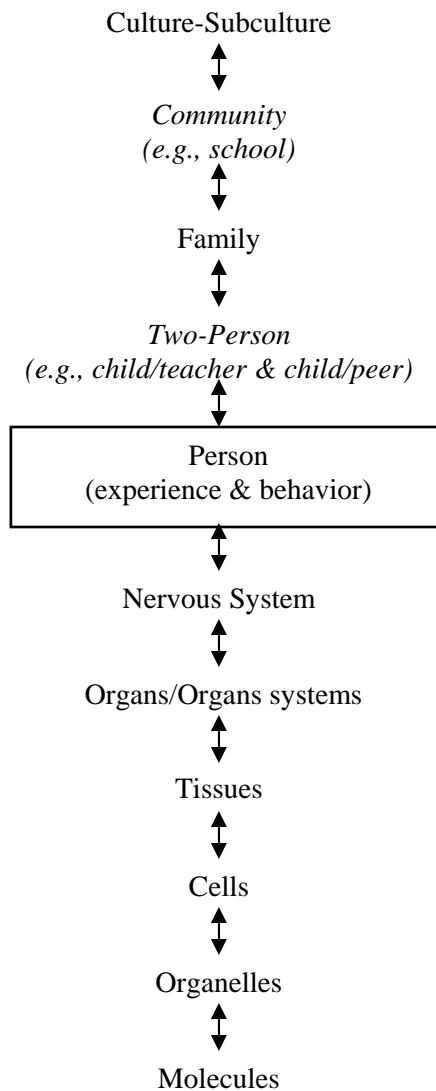 Culture-Subculture
Community
(e.g., school)
Family
Two-Person
(e.g., child/teacher & child/peer)
Person
(experience & behavior)
Nervous System
Organs/Organs systems
Tissues
Cells
Organelles
Molecules